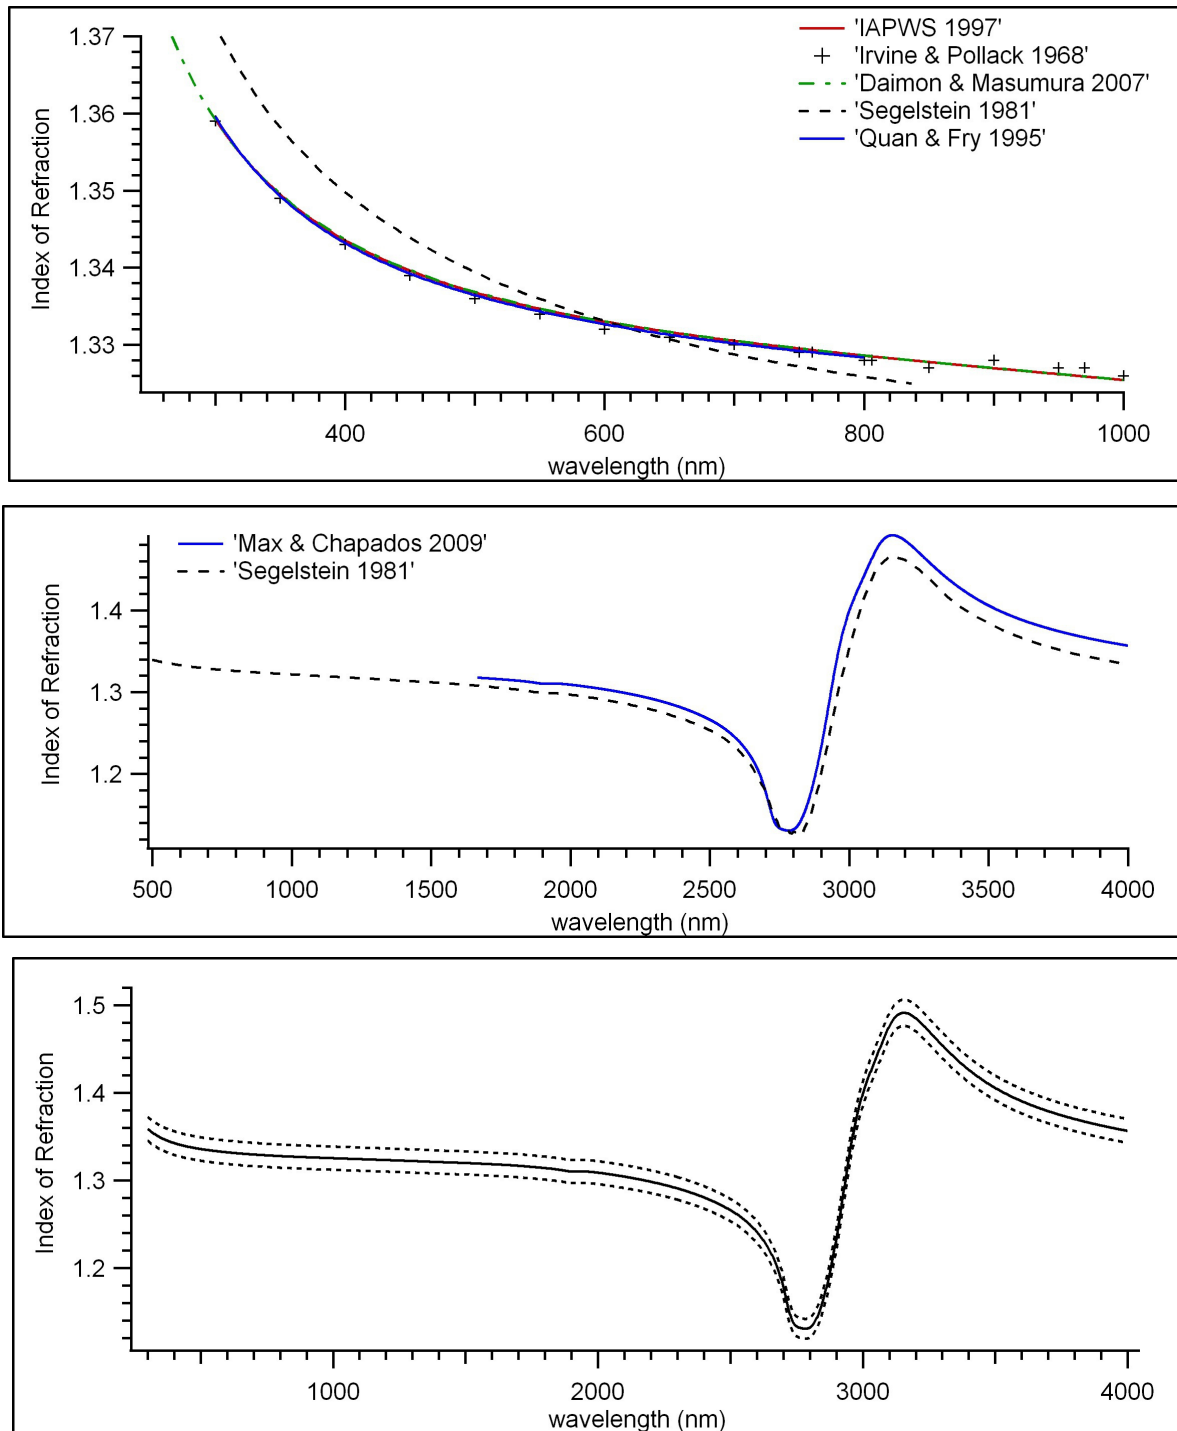 1.37
1.36
1.35
1.34
1.33
Index of Refraction
'IAPWS 1997'
'Irvine & Pollack 1968'
'Daimon & Masumura 2007'
'Segelstein 1981'
'Quan & Fry 1995'
400 600 800 1000
wavelength (nm)
'Max & Chapados 2009'
'Segelstein 1981'
1.4
1.3
1.2
Index of Refraction
500 1000 1500 2000 2500 3000 3500 4000
wavelength (nm)
1.5
1.4
1.3
1.2
Index of Refraction
1000 2000 3000 4000
wavelength (nm)